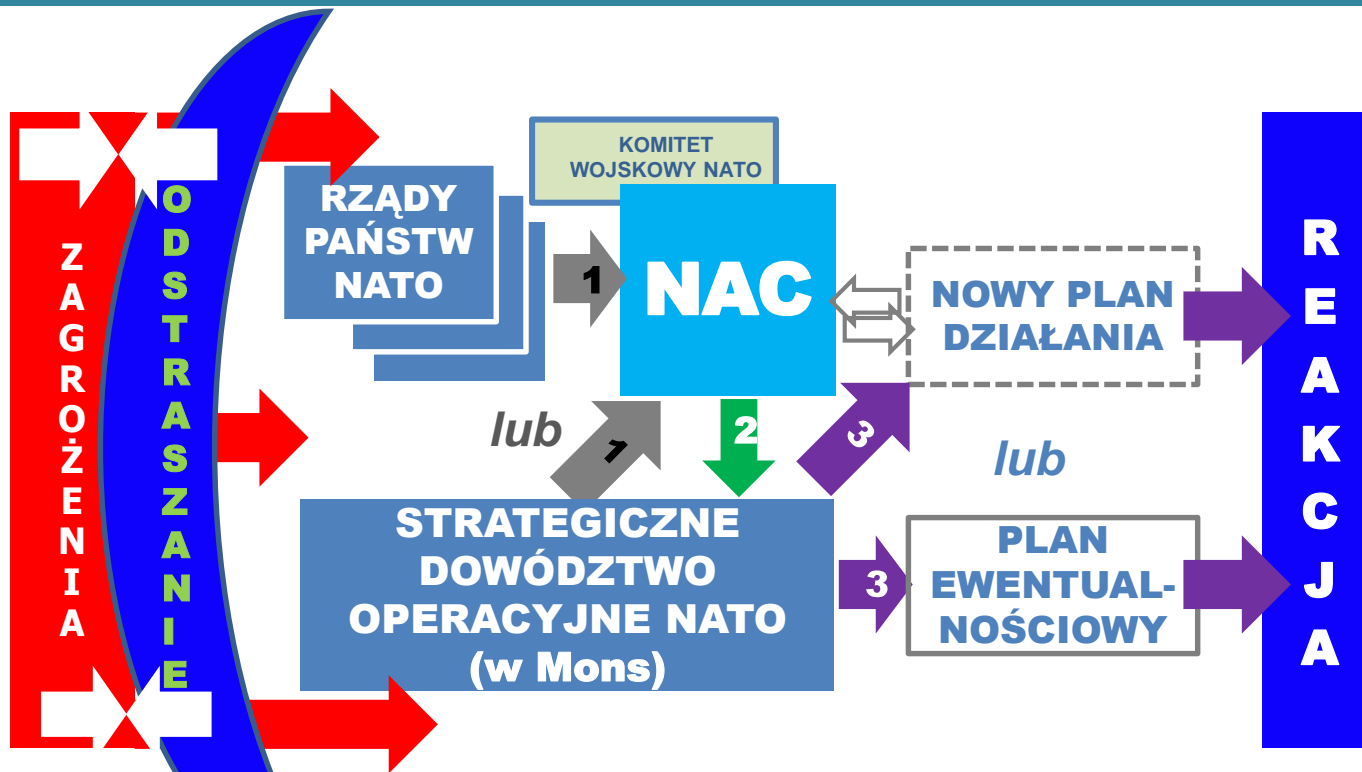 ZAGROŻENIA
ODSTRASZANIE
KOMITET
WOJSKOWY NATO
RZĄDY
PAŃSTW
NATO
1
NAC
NOWY PLAN
DZIAŁANIA
lub
1
2
3
lub
STRATEGICZNE
DOWÓDZTWO
OPERACYJNE NATO
(w Mons)
3
PLAN
EWENTUAL-
NOŚCIOWY
REAKCJA